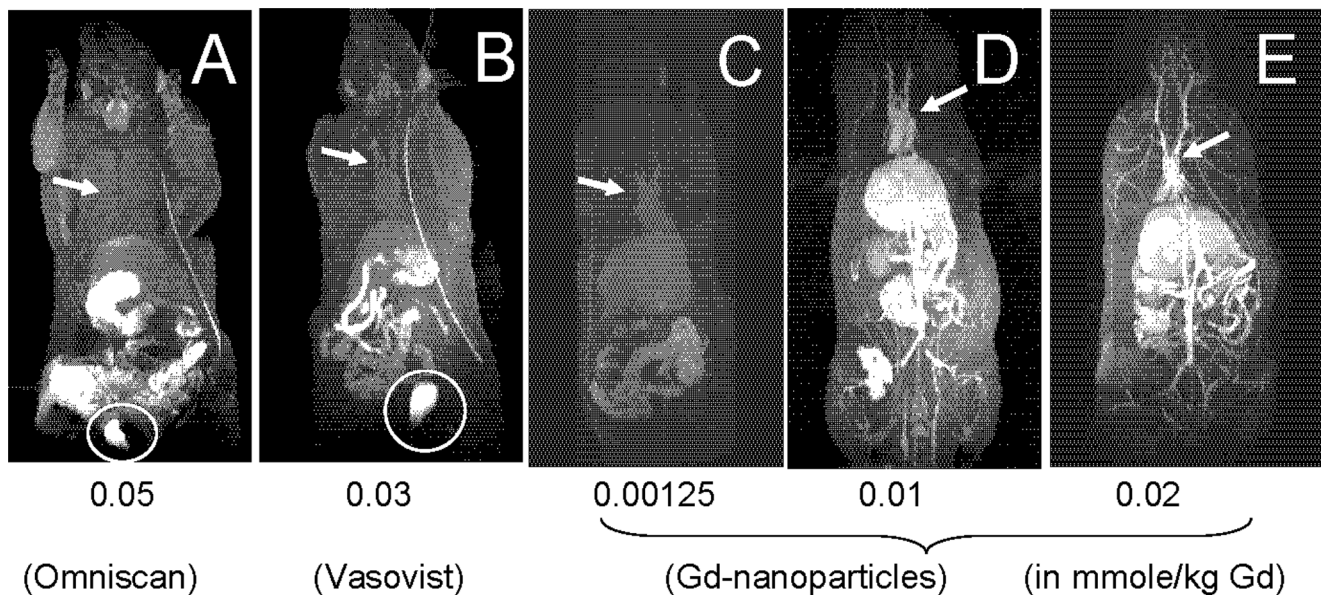 A B C D E
0.05 0.03 0.00125 0.01 0.02
(Omniscan) (Vasovist) (Gd-nanoparticles) (in mmole/kg Gd)